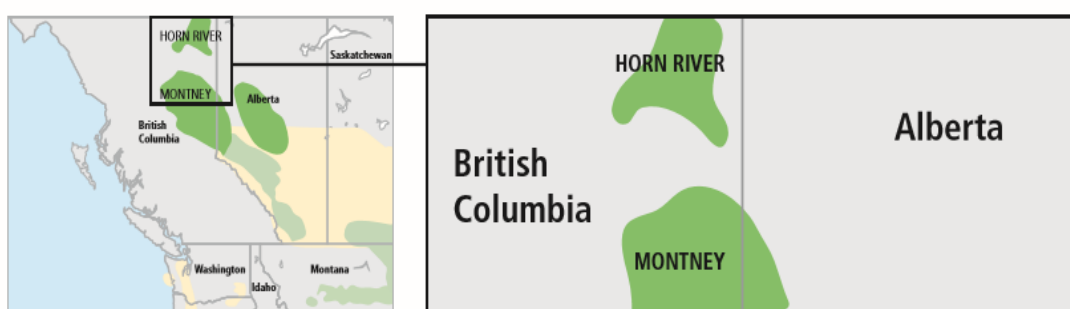 HORN RIVER
Saskatchewan
MONTNEY
Alberta
British
Columbia
Washington
Montana
Idaho
HORN RIVER
Alberta
British
Columbia
MONTNEY